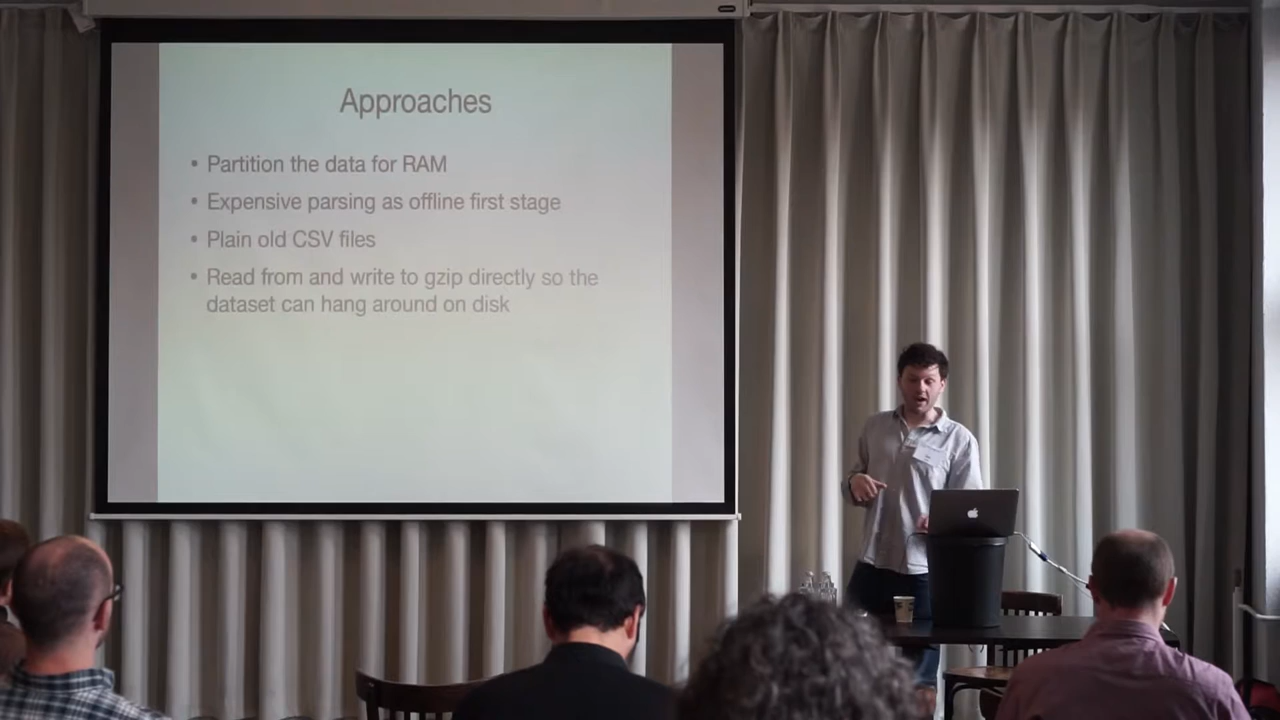 Approaches
• Partition the data for RAM
• Expensive parsing as offline first stage
• Plain old CSV files
• Read from and write to gzip directly so the
dataset can hang around on disk